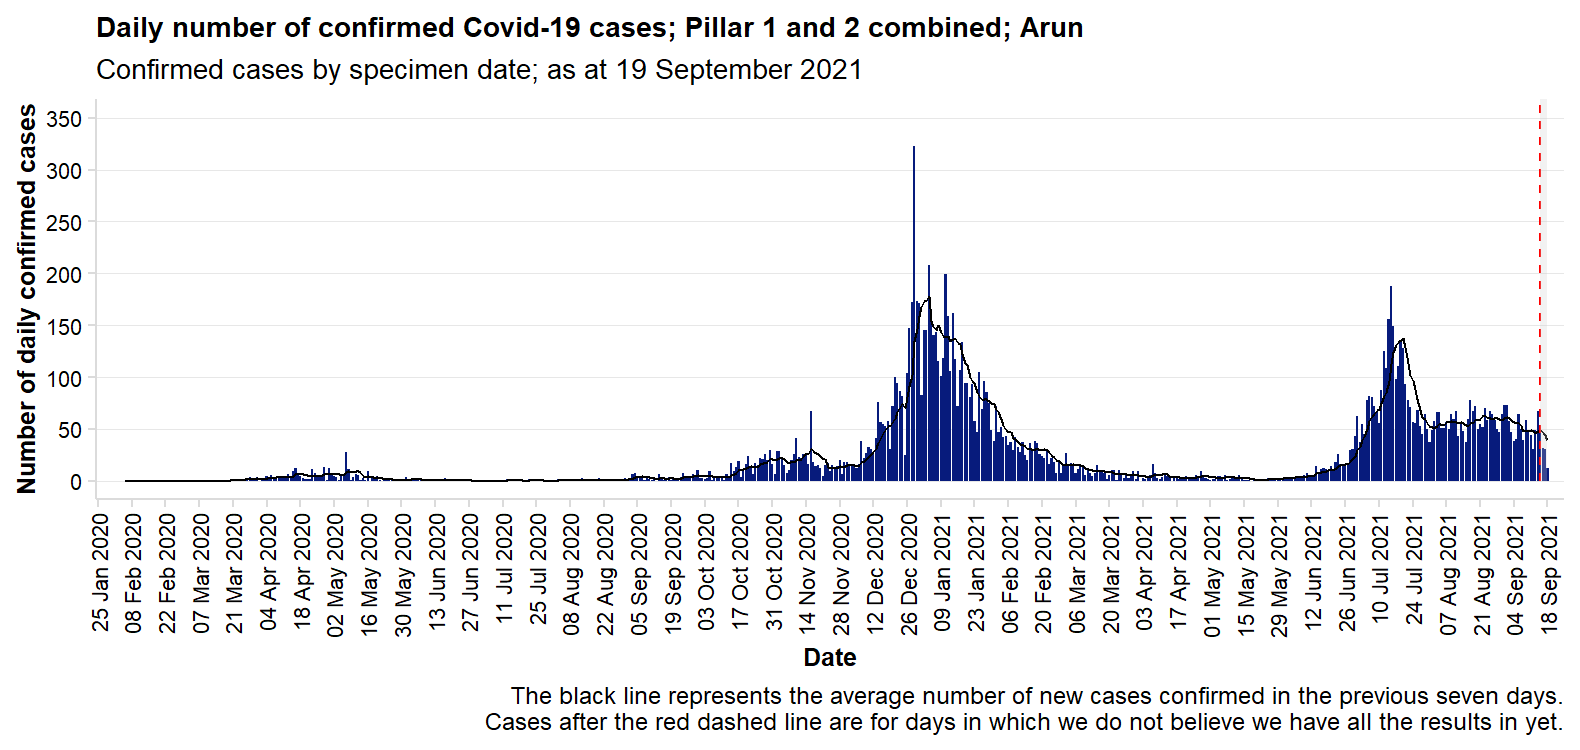 Daily number of confirmed Covid-19 cases; Pillar 1 and 2 combined; Arun
Confirmed cases by specimen date; as at 19 September 2021
Number of daily confirmed cases
350
300
250
200
150
100
50
0
25 Jan 2020
08 Feb 2020
22 Feb 2020
07 Mar 2020
21 Mar 2020
04 Apr 2020
18 Apr 2020
02 May 2020
16 May 2020
30 May 2020
13 Jun 2020
27 Jun 2020
11 Jul 2020
25 Jul 2020
08 Aug 2020
22 Aug 2020
05 Sep 2020
19 Sep 2020
03 Oct 2020
17 Oct 2020
31 Oct 2020
14 Nov 2020
28 Nov 2020
12 Dec 2020
26 Dec 2020
09 Jan 2021
23 Jan 2021
06 Feb 2021
20 Feb 2021
06 Mar 2021
20 Mar 2021
03 Apr 2021
17 Apr 2021
01 May 2021
15 May 2021
29 May 2021
12 Jun 2021
26 Jun 2021
10 Jul 2021
24 Jul 2021
07 Aug 2021
21 Aug 2021
04 Sep 2021
18 Sep 2021
Date
The black line represents the average number of new cases confirmed in the previous seven days.
Cases after the red dashed line are for days in which we do not believe we have all the results in yet.